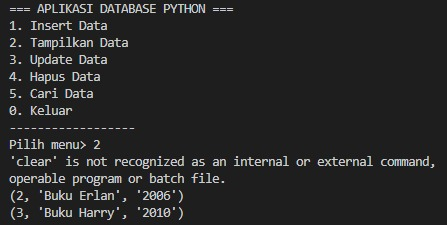 === APLIKASI DATABASE PYTHON ===
1. Insert Data
2. Tampilkan Data
3. Update Data
4. Hapus Data
5. Cari Data
0. Keluar
------------------
Pilih menu> 2
'clear' is not recognized as an internal or external command,
operable program or batch file.
(2, 'Buku Erlan', '2006')
(3, 'Buku Harry', '2010')